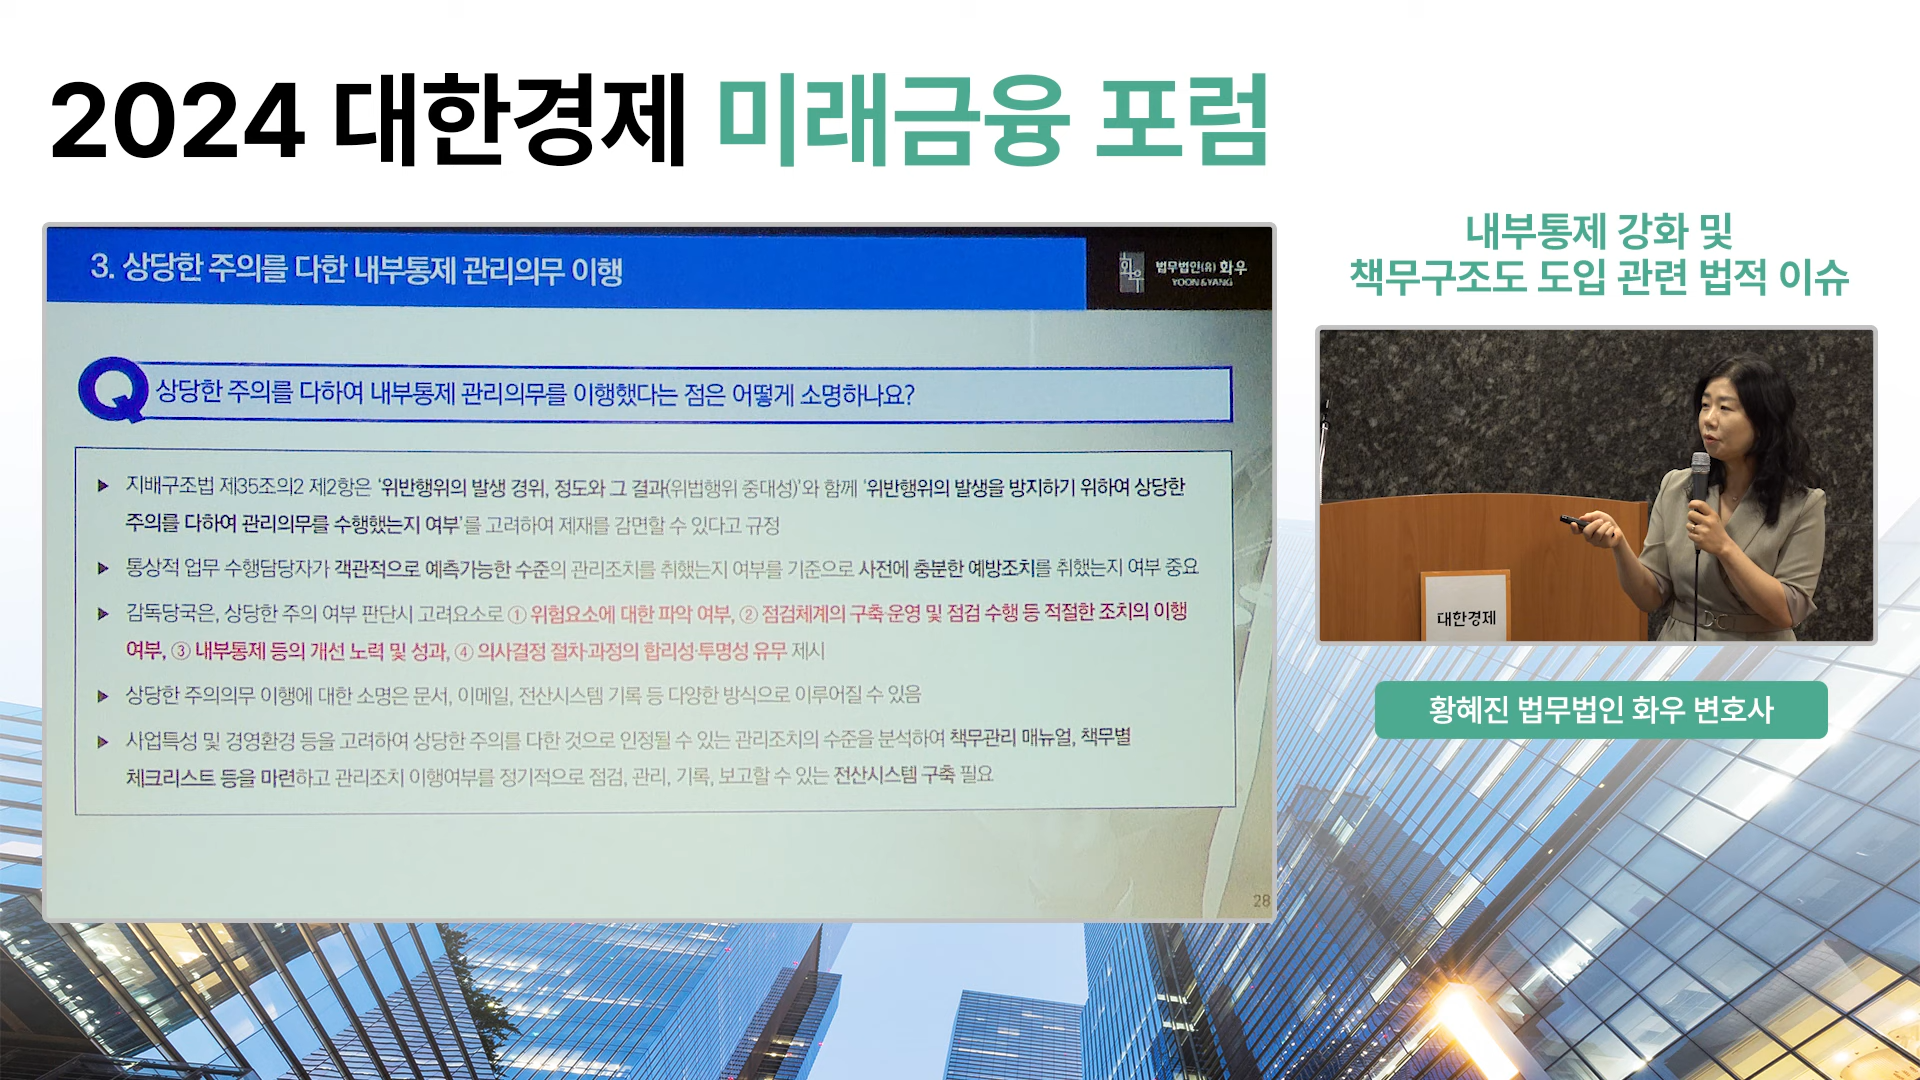 2024 대한경제 미래금융 포럼
3. 상당한 주의를 다한 내부통제 관리의무 이행
화우
법무법인(유) 화우
YOON & YANG
Q 상당한 주의를 다하여 내부통제 관리의무를 이행했다는 점은 어떻게 소명하나요?
▶ 지배구조법 제35조의2 제2항은 '위반행위의 발생 경위, 정도와 그 결과(위법행위 중대성)'와 함께 '위반행위의 발생을 방지하기 위하여 상당한
주의를 다하여 관리의무를 수행했는지 여부'를 고려하여 제재를 감면할 수 있다고 규정
▶ 통상적 업무 수행담당자가 객관적으로 예측가능한 수준의 관리조치를 취했는지 여부를 기준으로 사전에 충분한 예방조치를 취했는지 여부 중요
▶ 감독당국은, 상당한 주의 여부 판단시 고려요소로 ① 위험요소에 대한 파악 여부, ② 점검체계의 구축·운영 및 점검 수행 등 적절한 조치의 이행
여부, ③ 내부통제 등의 개선 노력 및 성과, ④ 의사결정 절차·과정의 합리성·투명성 유무 제시
▶ 상당한 주의의무 이행에 대한 소명은 문서, 이메일, 전산시스템 기록 등 다양한 방식으로 이루어질 수 있음
▶ 사업특성 및 경영환경 등을 고려하여 상당한 주의를 다한 것으로 인정될 수 있는 관리조치의 수준을 분석하여 책무관리 매뉴얼, 책무별
체크리스트 등을 마련하고 관리조치 이행여부를 정기적으로 점검, 관리, 기록, 보고할 수 있는 전산시스템 구축 필요
28
내부통제 강화 및
책무구조도 도입 관련 법적 이슈
대한경제
황혜진 법무법인 화우 변호사